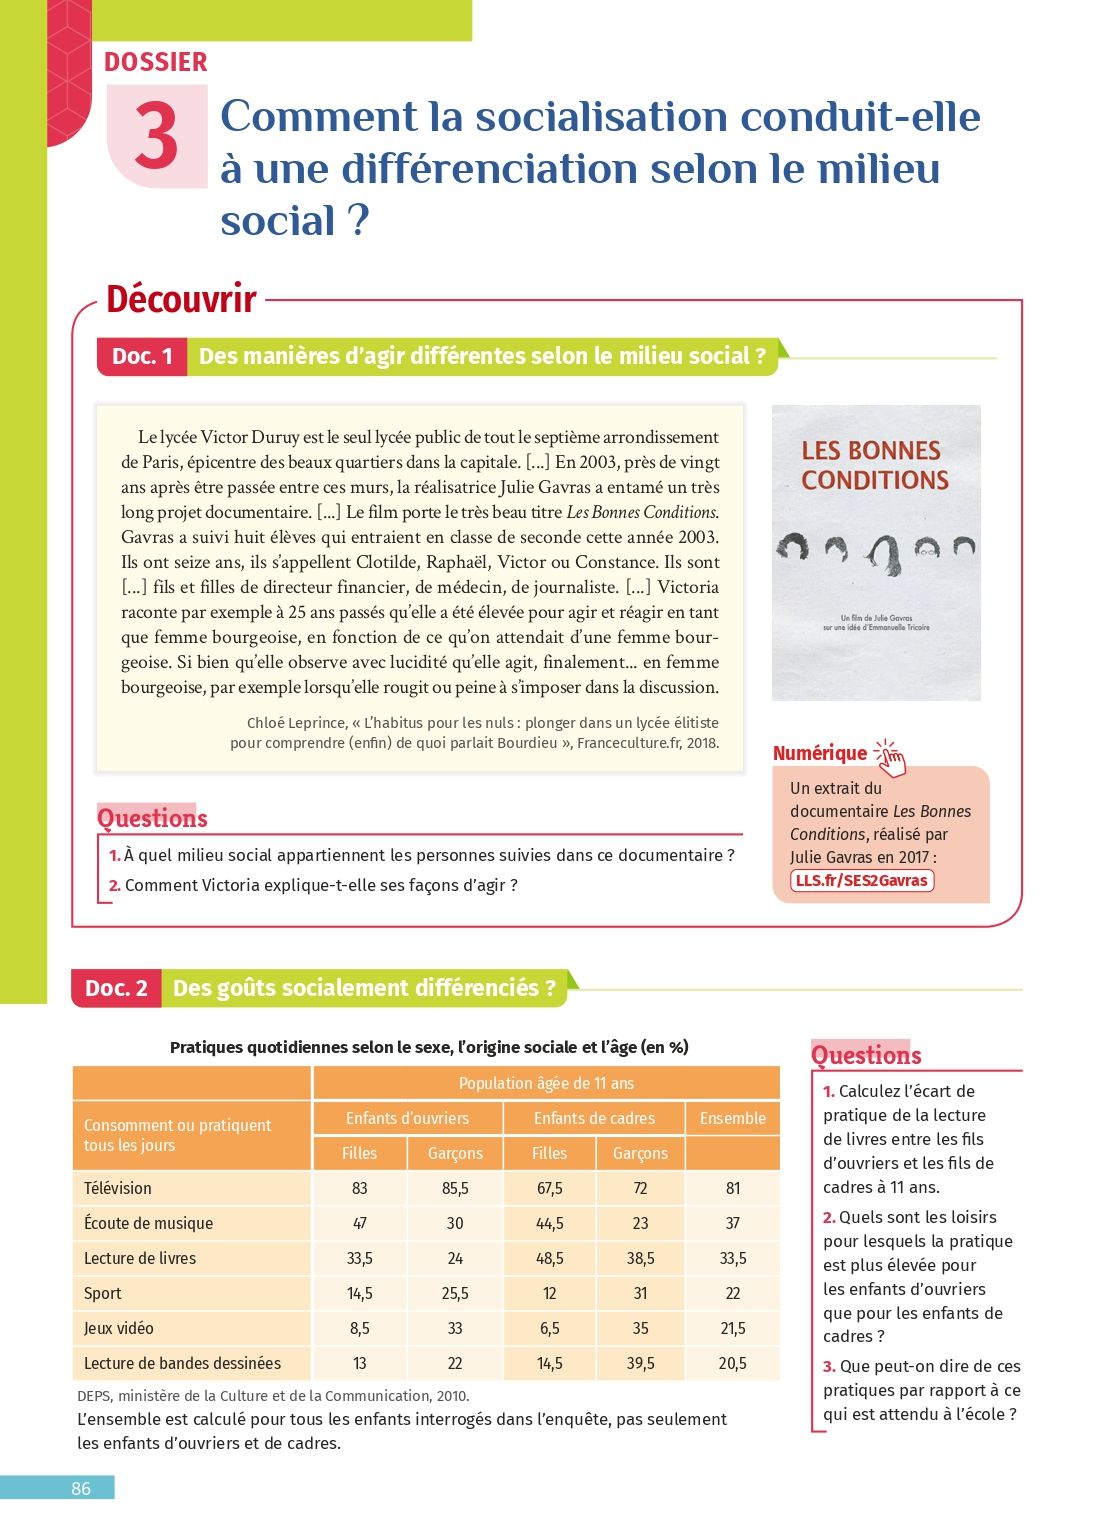 DOSSIER
3
Comment la socialisation conduit-elle
à une différenciation selon le milieu
social ?
Découvrir
Doc. 1 Des manières d’agir différentes selon le milieu social ?
Le lycée Victor Duruy est le seul lycée public de tout le septième arrondissement
de Paris, épicentre des beaux quartiers dans la capitale. [...] En 2003, près de vingt
ans après être passée entre ces murs, la réalisatrice Julie Gavras a entamé un très
long projet documentaire. [...] Le film porte le très beau titre Les Bonnes Conditions.
Gavras a suivi huit élèves qui entraient en classe de seconde cette année 2003.
Ils ont seize ans, ils s’appellent Clotilde, Raphaël, Victor ou Constance. Ils sont
[...] fils et filles de directeur financier, de médecin, de journaliste. [...] Victoria
raconte par exemple à 25 ans passés qu’elle a été élevée pour agir et réagir en tant
que femme bourgeoise, en fonction de ce qu’on attendait d’une femme bour-
geoise. Si bien qu’elle observe avec lucidité qu’elle agit, finalement... en femme
bourgeoise, par exemple lorsqu’elle rougit ou peine à s’imposer dans la discussion.
Chloé Leprince, « L’habitus pour les nuls : plonger dans un lycée élitiste
pour comprendre (enfin) de quoi parlait Bourdieu », Franceculture.fr, 2018.
LES BONNES
CONDITIONS
Un film de Julie Gavras
sur une idée d’Emmanuelle Tricoire
Numérique
Un extrait du
documentaire Les Bonnes
Conditions, réalisé par
Julie Gavras en 2017 :
LLS.fr/SES2Gavras
Questions
1. À quel milieu social appartiennent les personnes suivies dans ce documentaire ?
2. Comment Victoria explique-t-elle ses façons d’agir ?
Doc. 2 Des goûts socialement différenciés ?
Pratiques quotidiennes selon le sexe, l’origine sociale et l’âge (en %)
Population âgée de 11 ans
Consomment ou pratiquent
tous les jours
Enfants d’ouvriers Enfants de cadres Ensemble
Filles Garçons Filles Garçons
Télévision 83 85,5 67,5 72 81
Écoute de musique 47 30 44,5 23 37
Lecture de livres 33,5 24 48,5 38,5 33,5
Sport 14,5 25,5 12 31 22
Jeux vidéo 8,5 33 6,5 35 21,5
Lecture de bandes dessinées 13 22 14,5 39,5 20,5
DEPS, ministère de la Culture et de la Communication, 2010.
L’ensemble est calculé pour tous les enfants interrogés dans l’enquête, pas seulement
les enfants d’ouvriers et de cadres.
Questions
1. Calculez l’écart de
pratique de la lecture
de livres entre les fils
d’ouvriers et les fils de
cadres à 11 ans.
2. Quels sont les loisirs
pour lesquels la pratique
est plus élevée pour
les enfants d’ouvriers
que pour les enfants de
cadres ?
3. Que peut-on dire de ces
pratiques par rapport à ce
qui est attendu à l’école ?
86